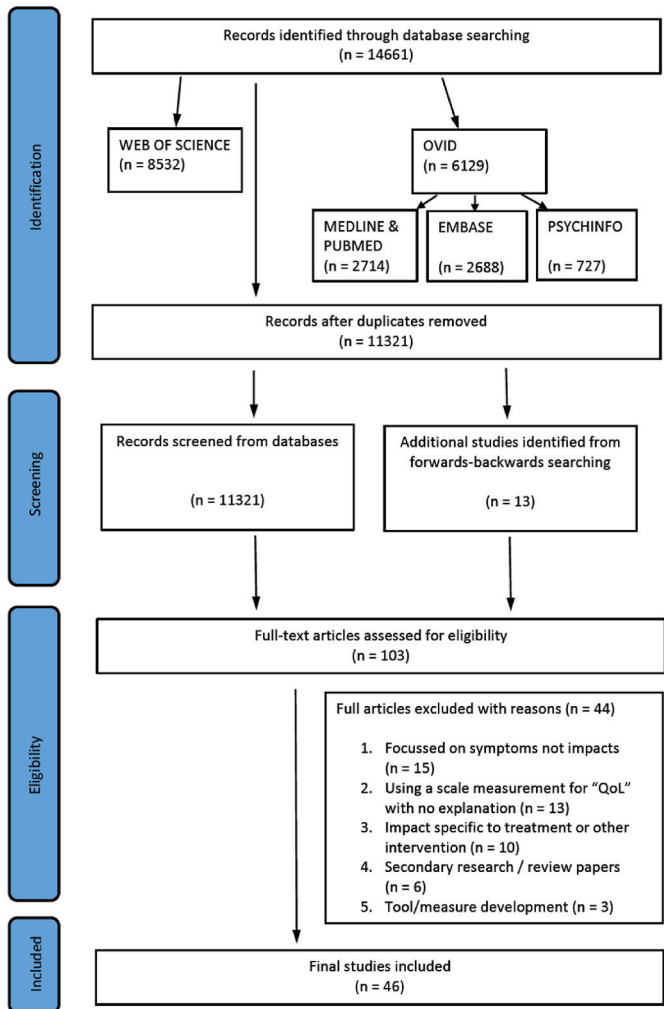 Identification
Records identified through database searching
(n = 14661)
WEB OF SCIENCE
(n = 8532)
OVID
(n = 6129)
MEDLINE &
PUBMED
(n = 2714)
EMBASE
(n = 2688)
PSYCHINFO
(n = 727)
Records after duplicates removed
(n = 11321)
Screening
Records screened from databases
(n = 11321)
Additional studies identified from
forwards-backwards searching
(n = 13)
Eligibility
Full-text articles assessed for eligibility
(n = 103)
Full articles excluded with reasons (n = 44)
1. Focussed on symptoms not impacts
(n = 15)
2. Using a scale measurement for “QoL”
with no explanation (n = 13)
3. Impact specific to treatment or other
intervention (n = 10)
4. Secondary research / review papers
(n = 6)
5. Tool/measure development (n = 3)
Included
Final studies included
(n = 46)